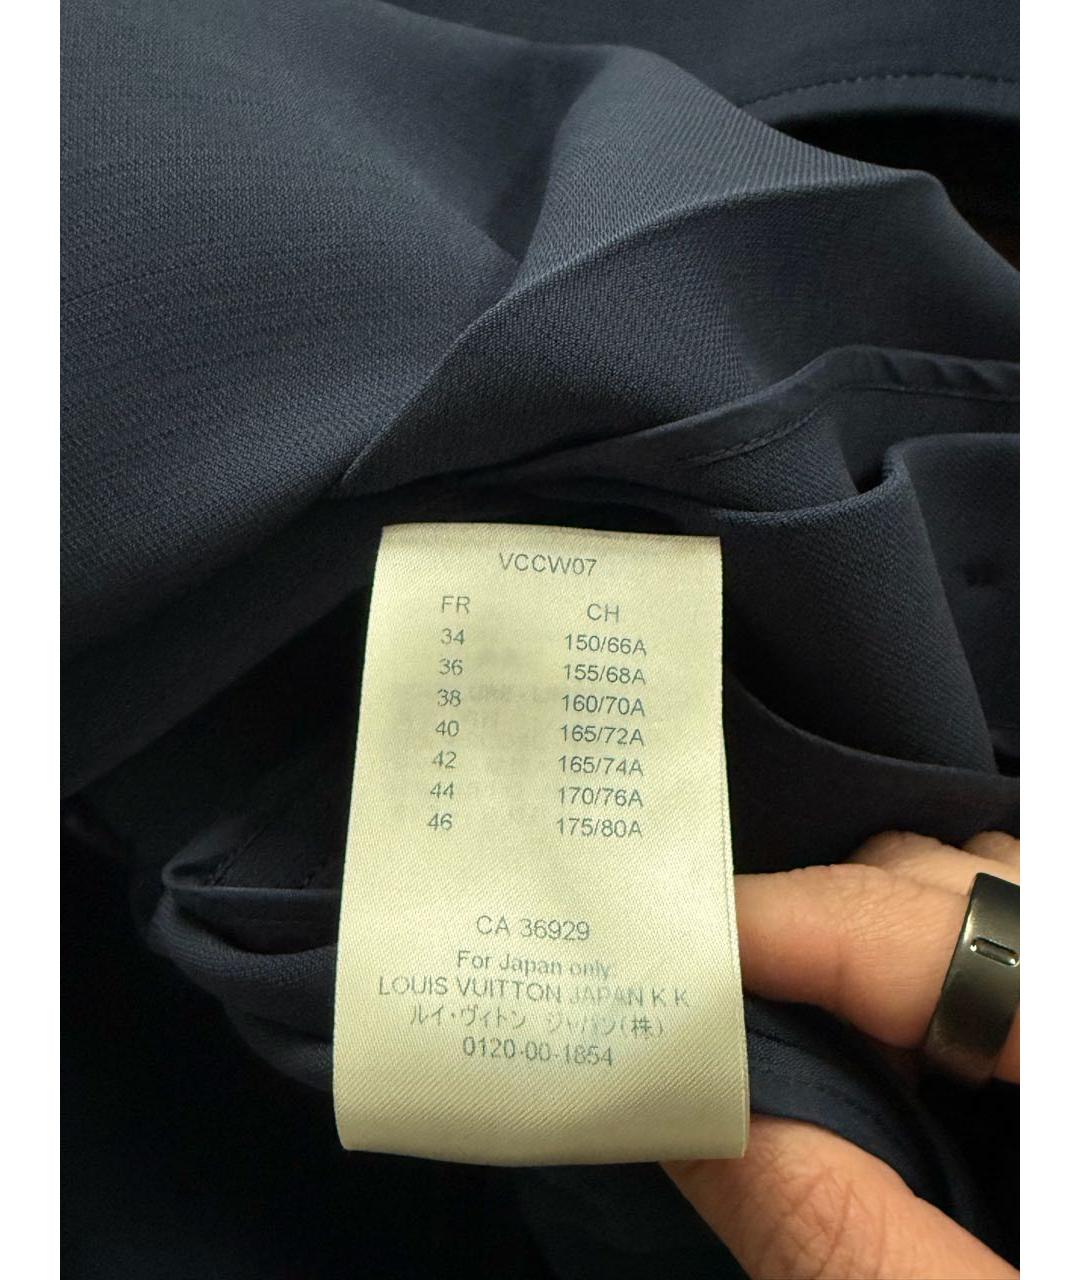 VCCW07
FR CH
34 150/66A
36 155/68A
38 160/70A
40 165/72A
42 165/74A
44 170/76A
46 175/80A
CA 36929
For Japan only:
LOUIS VUITTON JAPAN K K
ルイ・ヴィトン ジャパン(株)
0120-00-1854